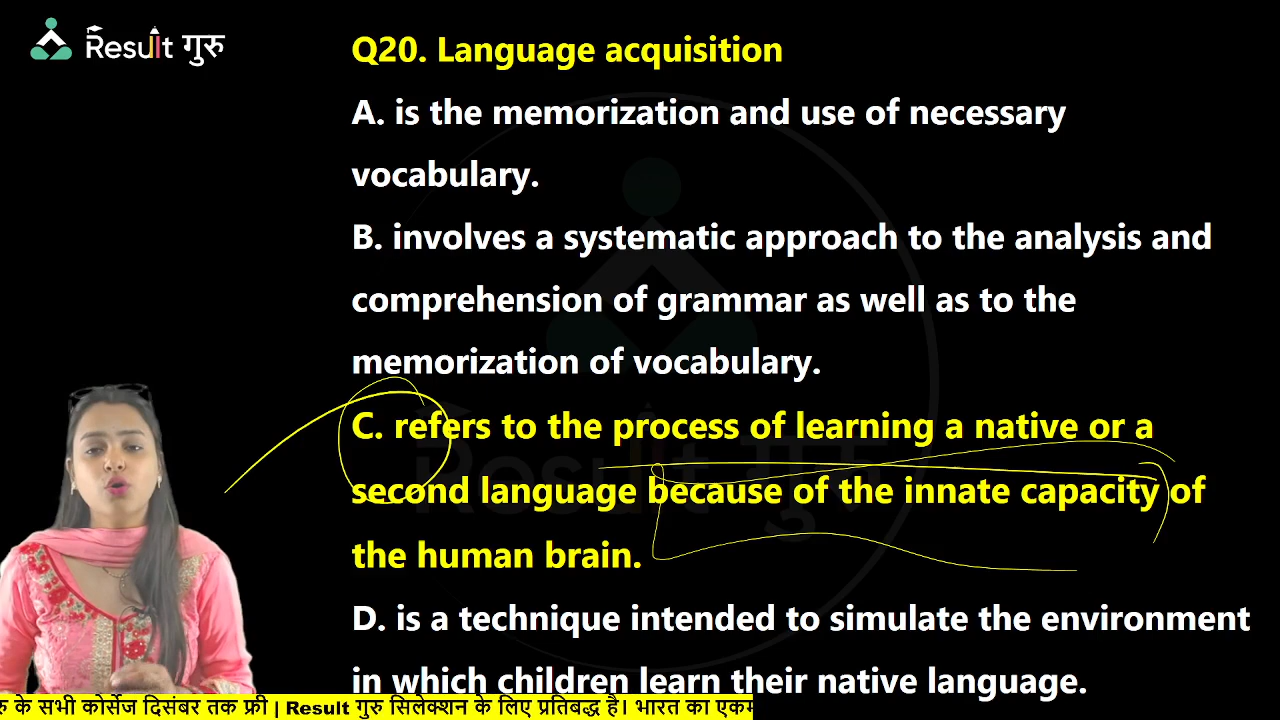 Result गुरु
Q20. Language acquisition
A. is the memorization and use of necessary
vocabulary.
B. involves a systematic approach to the analysis and
comprehension of grammar as well as to the
memorization of vocabulary.
C. refers to the process of learning a native or a
second language because of the innate capacity of
the human brain.
D. is a technique intended to simulate the environment
in which children learn their native language.
के सभी कोर्सेज दिसंबर तक फ्री | Result गुरु सिलेक्शन के लिए प्रतिबद्ध है। भारत का